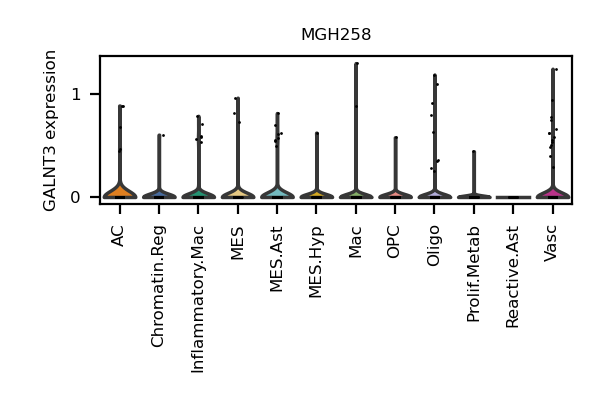 MGH258
GALNT3 expression
1
0
AC
Chromatin.Reg
Inflammatory.Mac
MES
MES.Ast
MES.Hyp
Mac
OPC
Oligo
Prolif.Metab
Reactive.Ast
Vasc